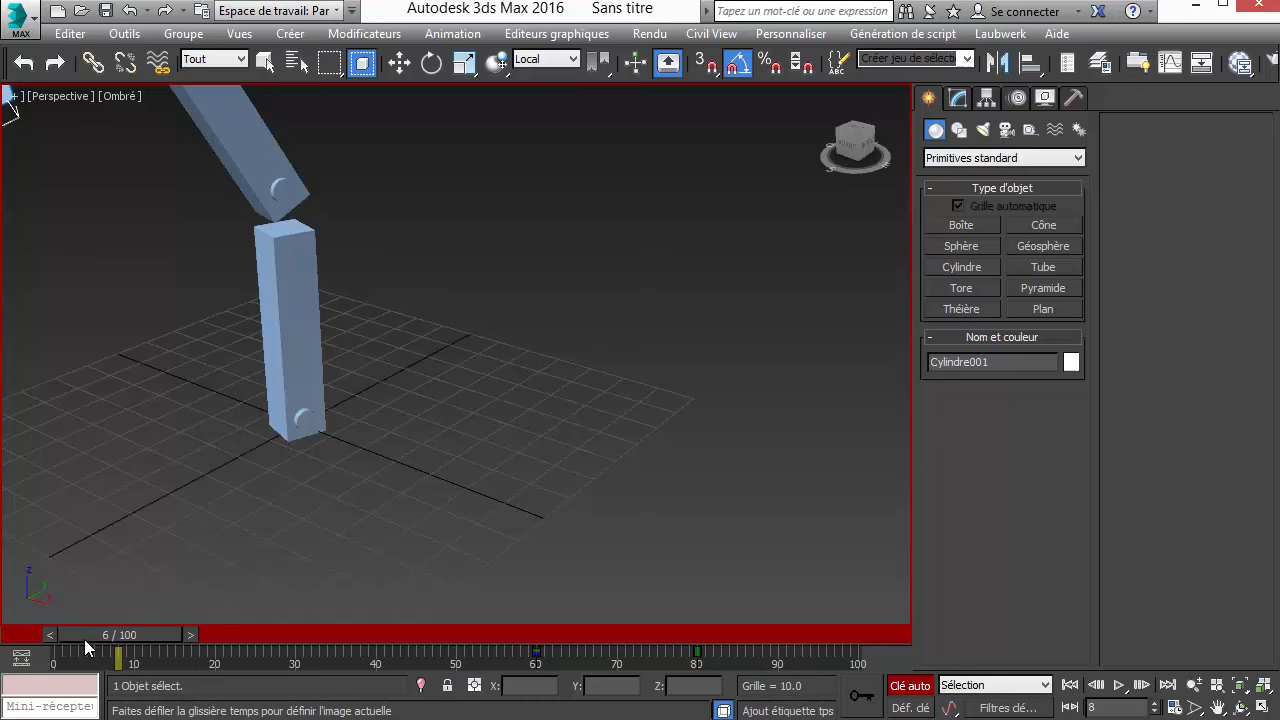 Espace de travail: Par
Autodesk 3ds Max 2016 Sans titre
Tapez un mot-clé ou une expression
Se connecter
MAX
Editer Outils Groupe Vues Créer Modificateurs Animation Editeurs graphiques Rendu Civil View Personnaliser Génération de script Laubwerk Aide
Tout
Local
3
Créer jeu de sélecti
[Perspective ] [Ombré ]
Primitives standard
Type d'objet
Grille automatique
Boîte Cône
Sphère Géosphère
Cylindre Tube
Tore Pyramide
Théière Plan
Nom et couleur
Cylindre001
z
y
x
< 6 / 100 >
0 10 20 30 40 50 60 70 80 90 100
1 Objet sélect.
X: Y: Z:
Grille = 10.0
Clé auto
Sélection
Mini-récepteu
Faites défiler la glissière temps pour définir l'image actuelle
Ajout étiquette tps
Déf. clé
Filtres clé...
8